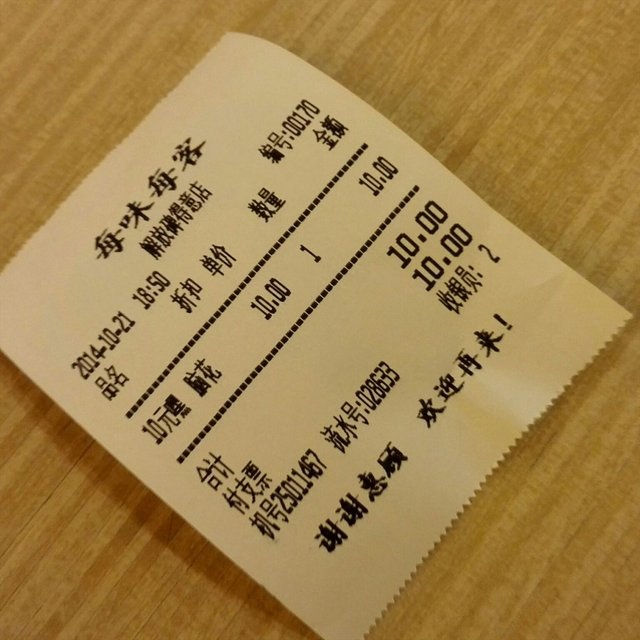 每味每客
解放碑得意店
2014-10-21 18:50 编号:00170
品名 折扣 单价 数量 金额
10元 麻花 10.00 1 10.00
合计 10.00
付支票 10.00
机号25011467 流水号:028633 收银员: 2
谢谢惠顾 欢迎再来!